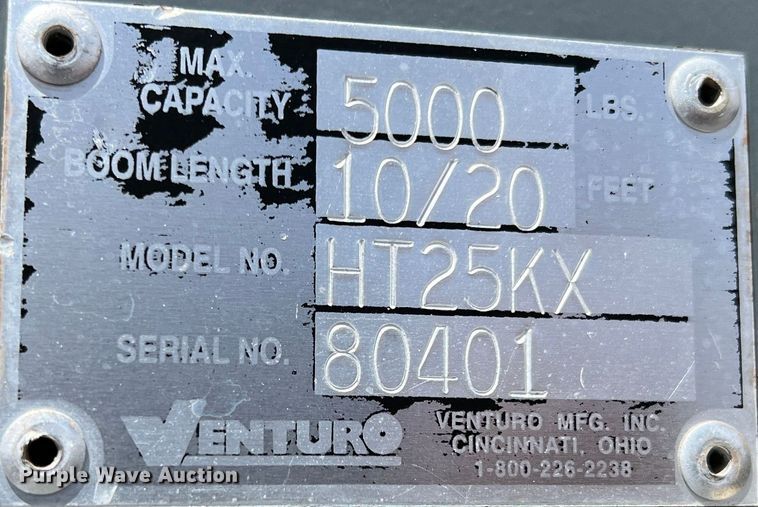 MAX.
CAPACITY 5000 LBS.
BOOM LENGTH 10/20 FEET
MODEL NO. HT25KX
SERIAL NO. 80401
VENTURO
VENTURO MFG. INC.
CINCINNATI, OHIO
1-800-226-2238
Purple Wave Auction